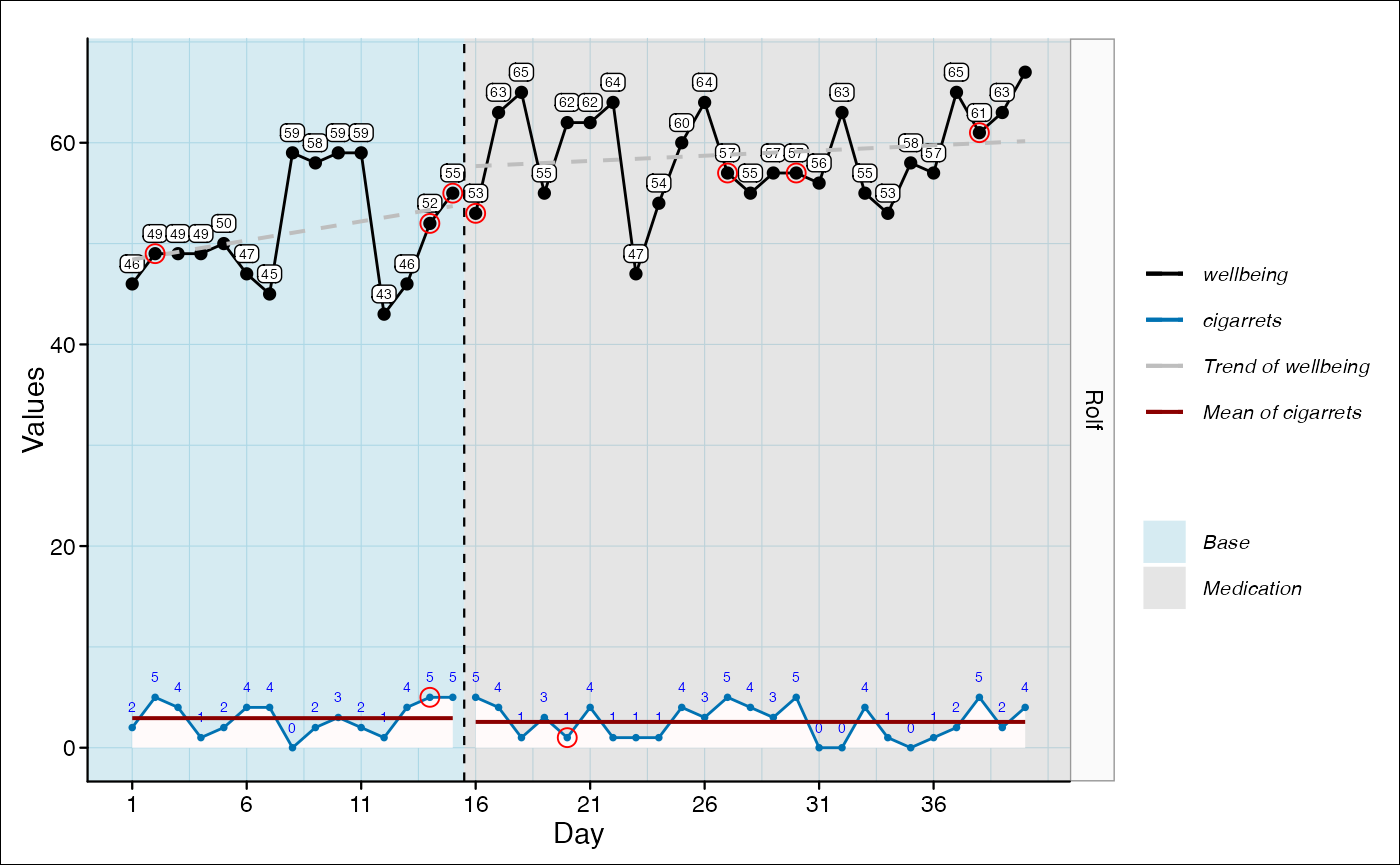 60
40
20
0
Values
46 49 49 49 50 47 45 59 58 59 59 43 46 52 55 53 63 65 55 62 62 64 47 54 60 64 57 55 57 57 56 63 55 53 58 57 65 61 63
2 5 4 1 2 4 4 0 2 3 2 1 4 5 5 5 4 1 3 1 4 1 1 1 4 3 5 4 3 5 0 0 4 1 0 1 2 5 2 4
1 6 11 16 21 26 31 36
Day
Rolf
wellbeing
cigarrets
Trend of wellbeing
Mean of cigarrets
Base
Medication